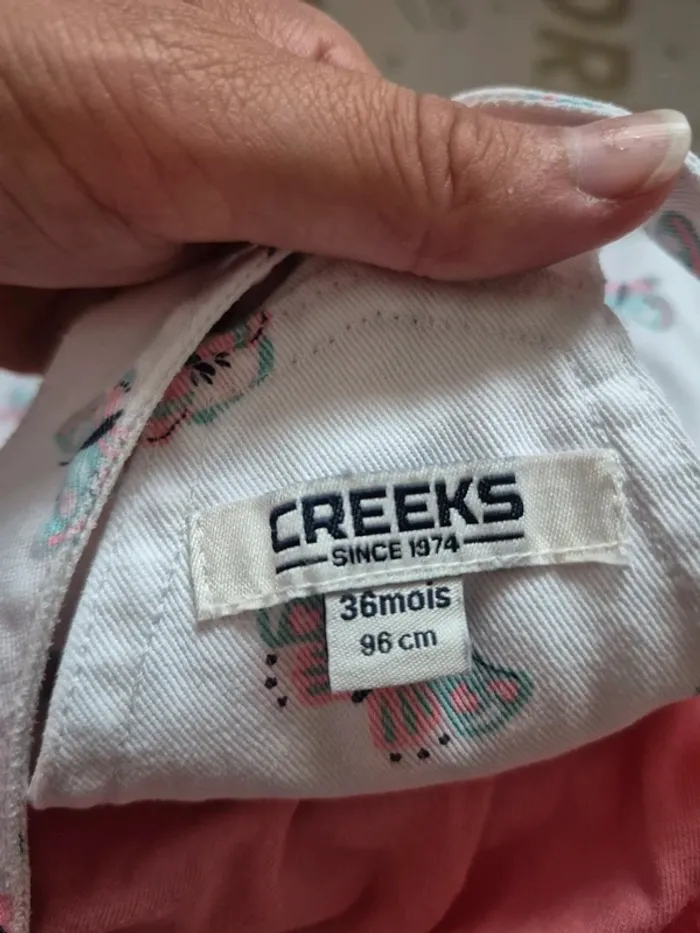 CREEKS
SINCE 1974
36mois
96 cm